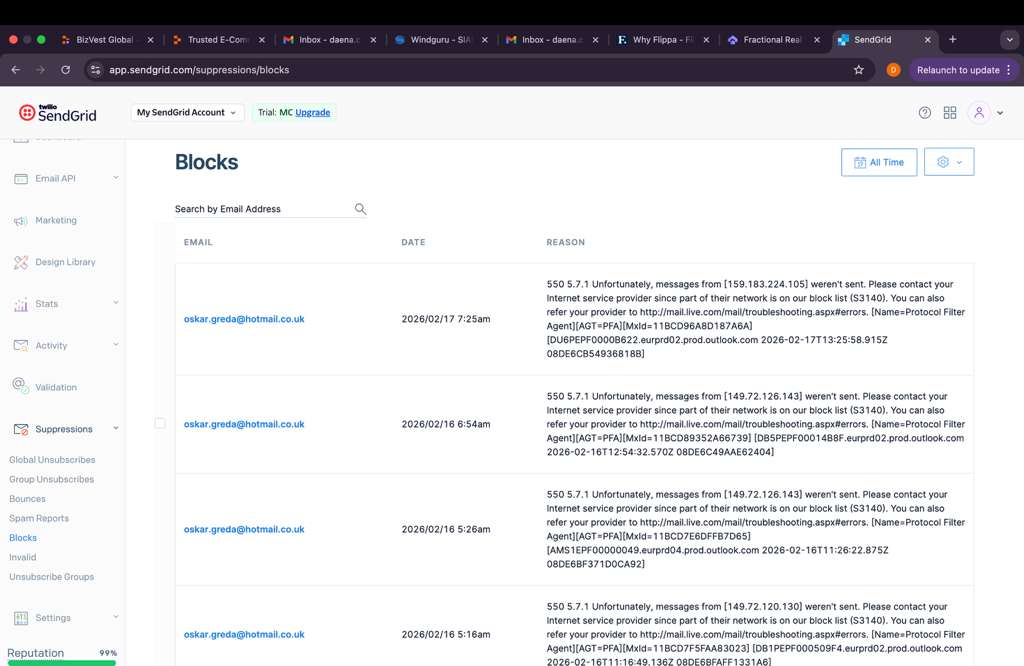 BizVest Global
Trusted E-Com
Inbox - daena.c
Windguru - SIA
Inbox - daena.c
Why Flippa - Fl
Fractional Real
SendGrid
app.sendgrid.com/suppressions/blocks
D
Relaunch to update
twilio
SendGrid
My SendGrid Account
Trial: MC Upgrade
Email API
Marketing
Design Library
Stats
Activity
Validation
Suppressions
Global Unsubscribes
Group Unsubscribes
Bounces
Spam Reports
Blocks
Invalid
Unsubscribe Groups
Settings
Reputation 99%
Blocks
All Time
Search by Email Address
EMAIL DATE REASON
oskar.greda@hotmail.co.uk
2026/02/17 7:25am
550 5.7.1 Unfortunately, messages from [159.183.224.105] weren't sent. Please contact your
Internet service provider since part of their network is on our block list (S3140). You can also
refer your provider to http://mail.live.com/mail/troubleshooting.aspx#errors. [Name=Protocol Filter
Agent][AGT=PFA][MxId=11BCD96A8D187A6A]
[DU6PEPF0000B622.eurprd02.prod.outlook.com 2026-02-17T13:25:58.915Z
08DE6CB54936818B]
oskar.greda@hotmail.co.uk
2026/02/16 6:54am
550 5.7.1 Unfortunately, messages from [149.72.126.143] weren't sent. Please contact your
Internet service provider since part of their network is on our block list (S3140). You can also
refer your provider to http://mail.live.com/mail/troubleshooting.aspx#errors. [Name=Protocol Filter
Agent][AGT=PFA][MxId=11BCD89352A66739] [DB5PEPF00014B8F.eurprd02.prod.outlook.com
2026-02-16T12:54:32.570Z 08DE6C49AAE62404]
oskar.greda@hotmail.co.uk
2026/02/16 5:26am
550 5.7.1 Unfortunately, messages from [149.72.126.143] weren't sent. Please contact your
Internet service provider since part of their network is on our block list (S3140). You can also
refer your provider to http://mail.live.com/mail/troubleshooting.aspx#errors. [Name=Protocol Filter
Agent][AGT=PFA][MxId=11BCD7E6DFFB7D65]
[AMS1EPF00000049.eurprd04.prod.outlook.com 2026-02-16T11:26:22.875Z
08DE6BF371D0CA92]
oskar.greda@hotmail.co.uk
2026/02/16 5:16am
550 5.7.1 Unfortunately, messages from [149.72.120.130] weren't sent. Please contact your
Internet service provider since part of their network is on our block list (S3140). You can also
refer your provider to http://mail.live.com/mail/troubleshooting.aspx#errors. [Name=Protocol Filter
Agent][AGT=PFA][MxId=11BCD7F5FAA83023] [DB1PEPF000509F4.eurprd02.prod.outlook.com
2026-02-16T11:16:49.136Z 08DE6BFAFF1331A6]